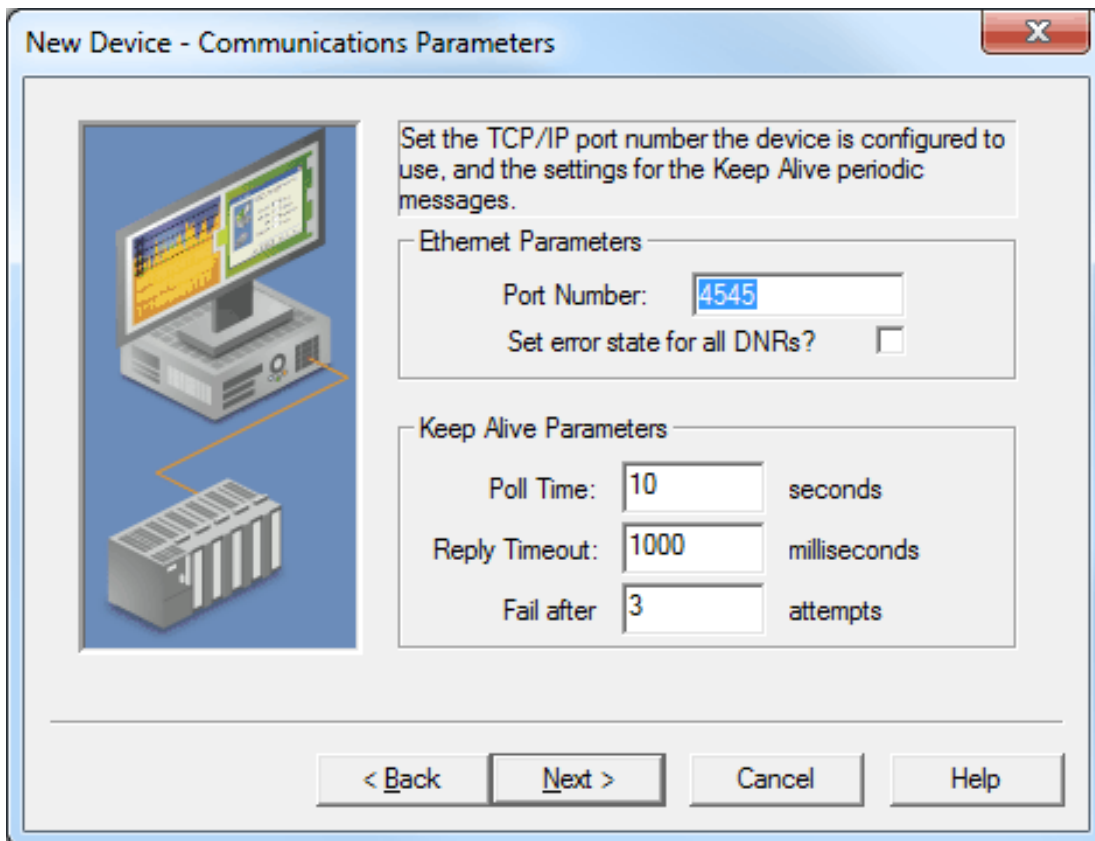 New Device - Communications Parameters
X
Set the TCP/IP port number the device is configured to
use, and the settings for the Keep Alive periodic
messages.
Ethernet Parameters
Port Number: 4545
Set error state for all DNRs?
Keep Alive Parameters
Poll Time: 10 seconds
Reply Timeout: 1000 milliseconds
Fail after 3 attempts
< Back Next > Cancel Help